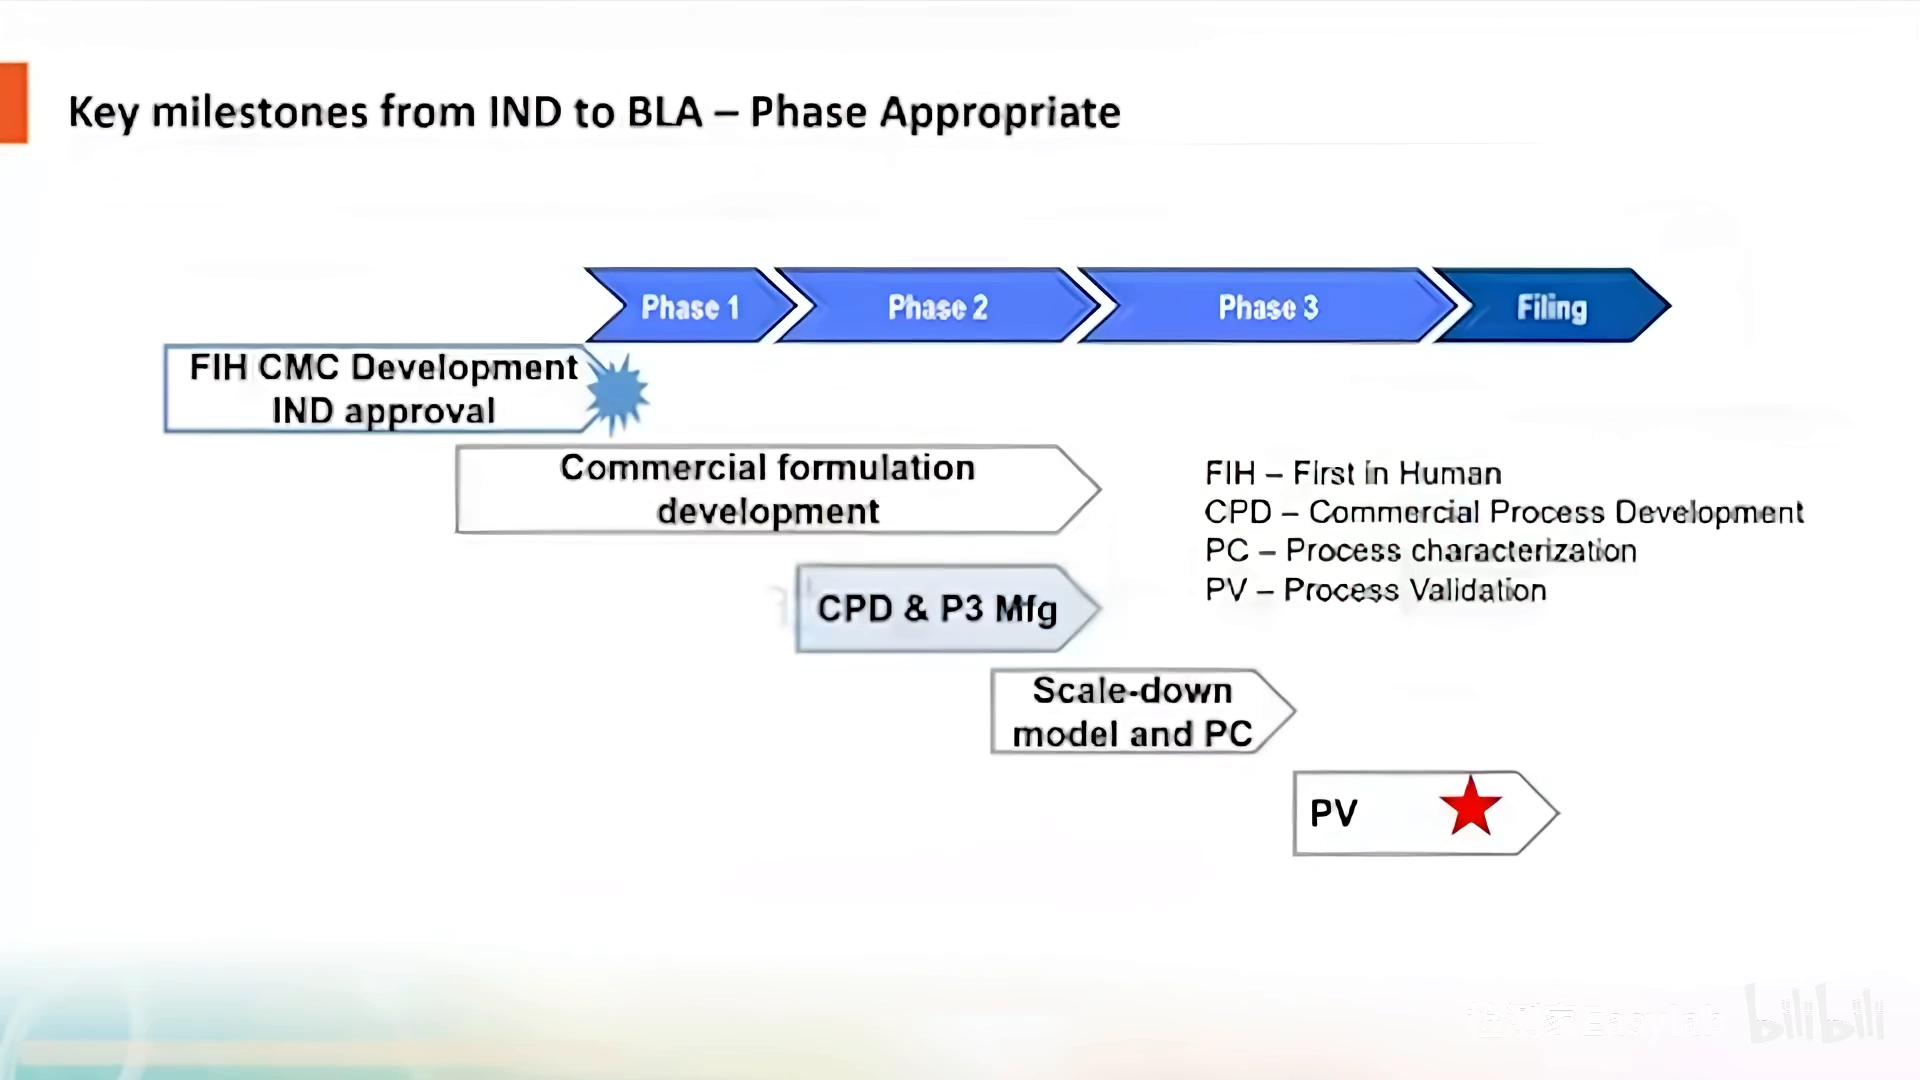 Key milestones from IND to BLA – Phase Appropriate
Phase 1
Phase 2
Phase 3
Filing
FIH CMC Development
IND approval
Commercial formulation
development
CPD & P3 Mfg
Scale-down
model and PC
PV
FIH – First in Human
CPD – Commercial Process Development
PC – Process characterization
PV – Process Validation
bilibili